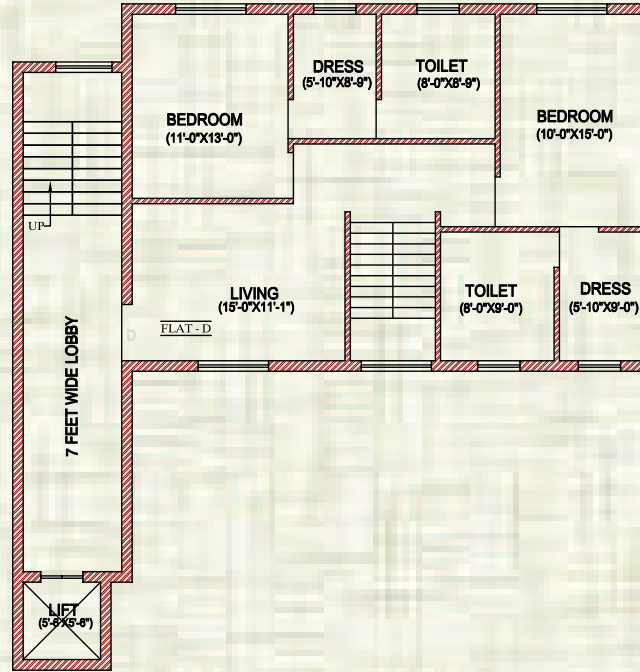 DRESS
(5'-10"X8'-9")
TOILET
(8'-0"X8'-9")
BEDROOM
(11'-0"X13'-0")
BEDROOM
(10'-0"X15'-0")
UP
LIVING
(15'-0"X11'-1")
TOILET
(8'-0"X9'-0")
DRESS
(5'-10"X9'-0")
D
FLAT - D
7 FEET WIDE LOBBY
LIFT
(5'-6"X5'-6")